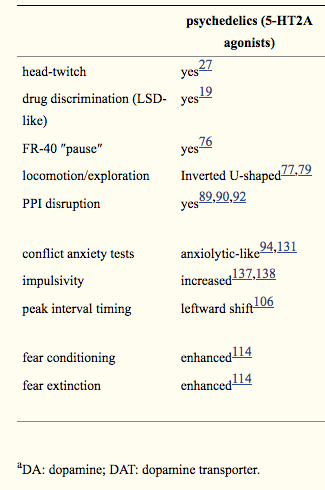 psychedelics (5-HT2A
agonists)
head-twitch yes27
drug discrimination (LSD- yes19
like)
FR-40 "pause" yes76
locomotion/exploration Inverted U-shaped77,79
PPI disruption yes89,90,92
conflict anxiety tests anxiolytic-like94,131
impulsivity increased137,138
peak interval timing leftward shift106
fear conditioning enhanced114
fear extinction enhanced114
aDA: dopamine; DAT: dopamine transporter.